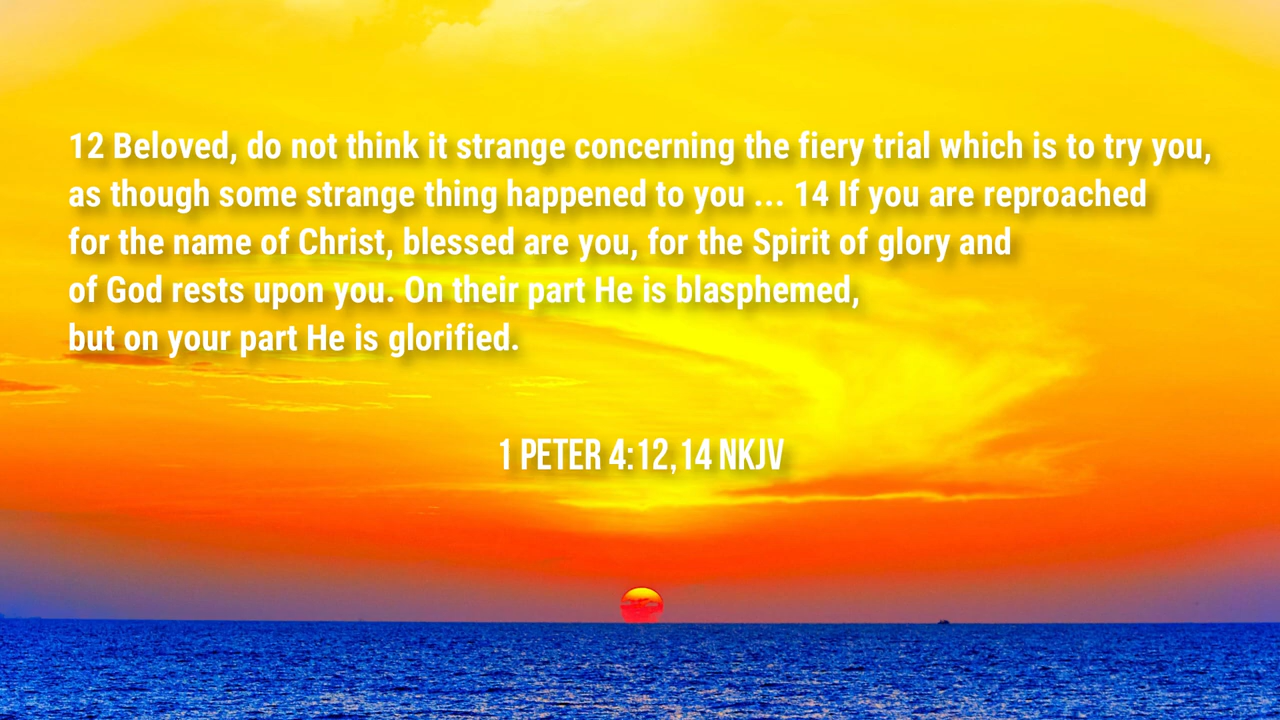 12 Beloved, do not think it strange concerning the fiery trial which is to try you,
as though some strange thing happened to you ... 14 If you are reproached
for the name of Christ, blessed are you, for the Spirit of glory and
of God rests upon you. On their part He is blasphemed,
but on your part He is glorified.
1 PETER 4:12,14 NKJV